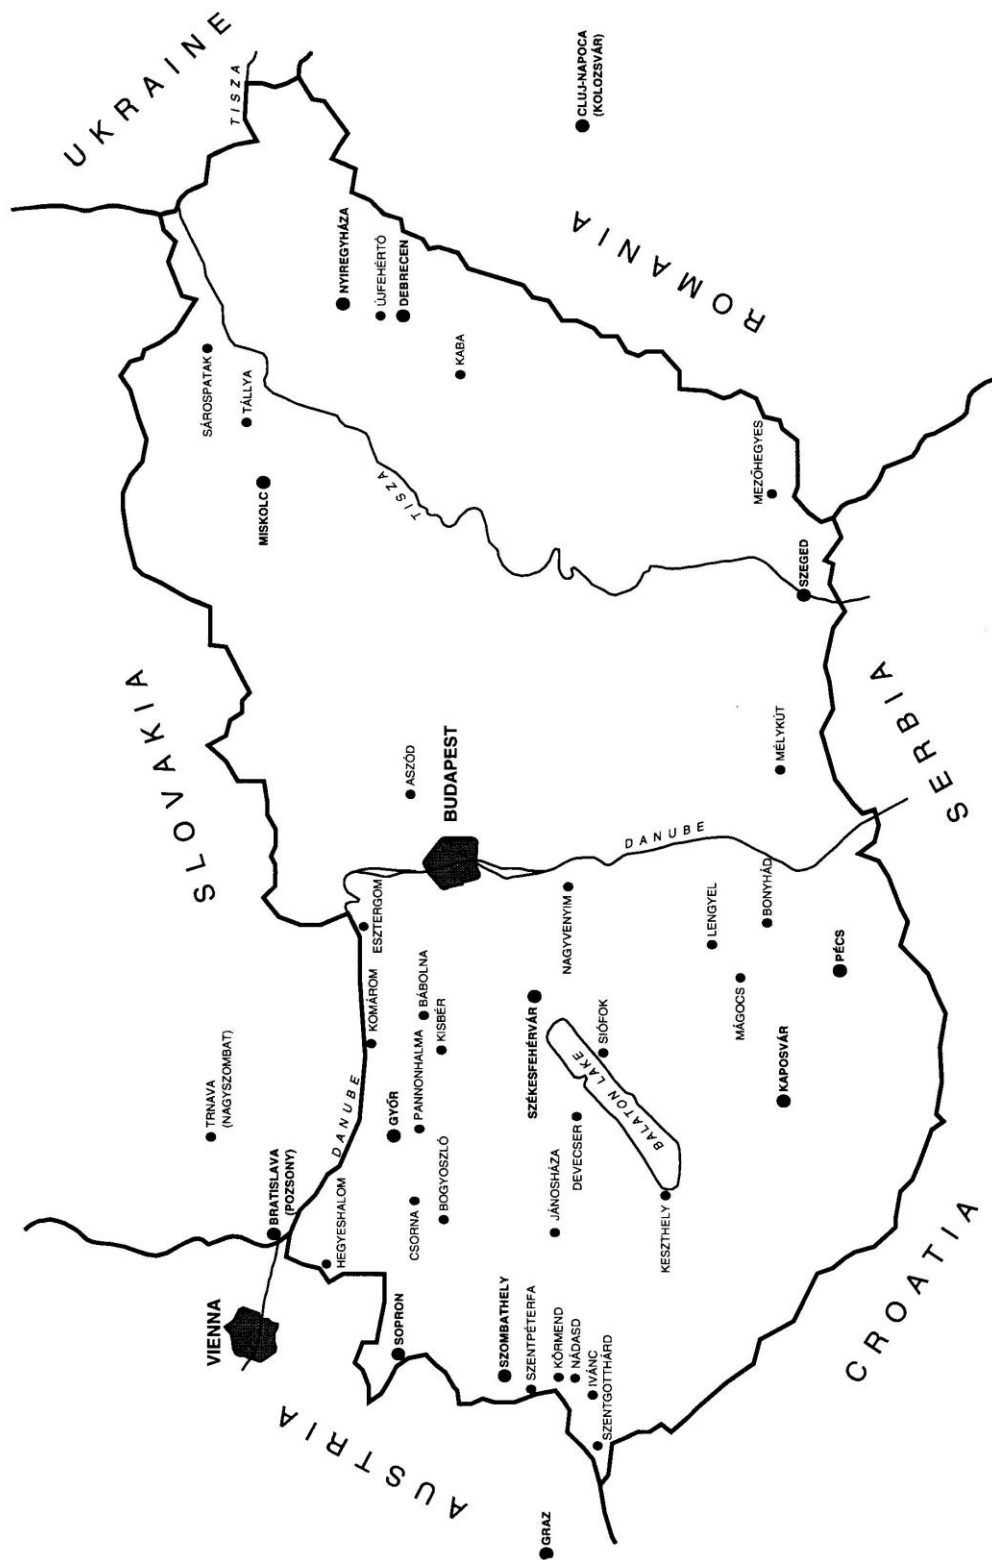 UKRAINE
TISZA
CLUJ-NAPOCA
(KOLOZSVÁR)
ROMANIA
NYIREGYHÁZA
ÚJFEHÉRTÓ
DEBRECEN
KABA
SÁROSPATAK
TÁLLYA
MISKOLC
TISZA
MEZŐHEGYES
SZEGED
SLOVAKIA
ASZÓD
BUDAPEST
DANUBE
MÉLYKÚT
SERBIA
ESZTERGOM
NAGYVENYIM
LENGYEL
BONYHÁD
MÁGOCS
PÉCS
KAPOSVÁR
KOMÁROM
BÁBOLNA
KISBÉR
SZÉKESFEHÉRVÁR
SIÓFOK
BALATON LAKE
TRNAVA
(NAGYSZOMBAT)
DANUBE
GYŐR
PANNONHALMA
BOGYOSZLÓ
DEVECSER
JÁNOSHÁZA
KESZTHELY
BRATISLAVA
(POZSONY)
HEGYESHALOM
CSORNA
VIENNA
SOPRON
SZOMBATHELY
SZENTPÉTERFA
KÖRMEND
NÁDASD
IVÁNC
SZENTGOTTHÁRD
CROATIA
AUSTRIA
GRAZ